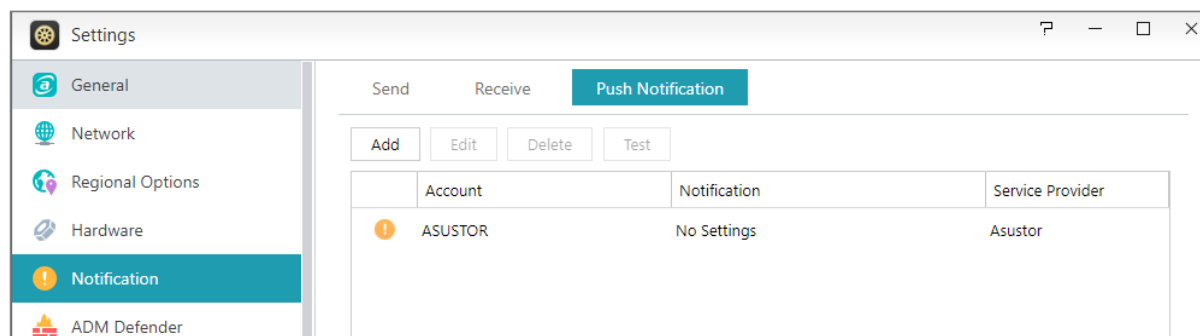 Settings
General
Network
Regional Options
Hardware
Notification
ADM Defender
Send Receive Push Notification
Add Edit Delete Test
Account Notification Service Provider
ASUSTOR No Settings Asustor